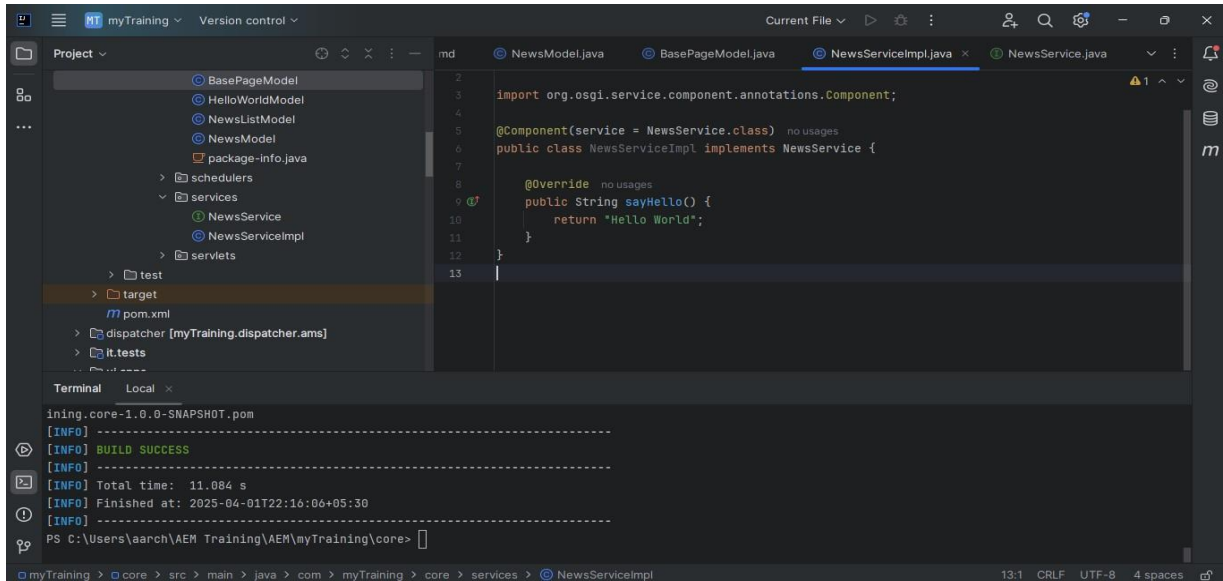 MT myTraining Version control Current File
Project
md NewsModel.java BasePageModel.java NewsServiceImpl.java NewsService.java
BasePageModel
HelloWorldModel
NewsListModel
NewsModel
package-info.java
schedulers
services
NewsService
NewsServiceImpl
servlets
test
target
pom.xml
dispatcher [myTraining.dispatcher.ams]
it.tests
1
2
3 import org.osgi.service.component.annotations.Component;
4
5 @Component(service = NewsService.class) no usages
6 public class NewsServiceImpl implements NewsService {
7
8 @Override no usages
9 public String sayHello() {
10 return "Hello World";
11 }
12 }
13
Terminal Local
ining.core-1.0.0-SNAPSHOT.pom
[INFO] ------------------------------------------------------------------------
[INFO] BUILD SUCCESS
[INFO] ------------------------------------------------------------------------
[INFO] Total time: 11.084 s
[INFO] Finished at: 2025-04-01T22:16:06+05:30
[INFO] ------------------------------------------------------------------------
PS C:\Users\aarch\AEM Training\AEM\myTraining\core>
myTraining > core > src > main > java > com > myTraining > core > services > NewsServiceImpl 13:1 CRLF UTF-8 4 spaces